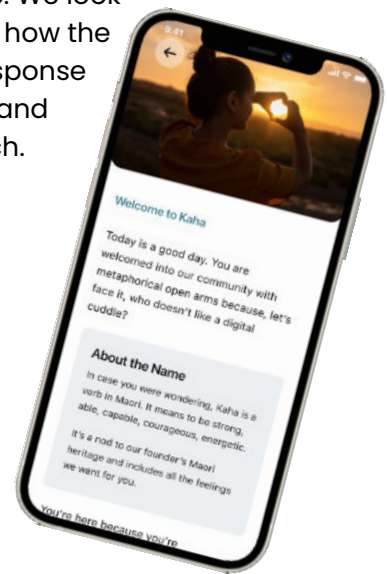 s. We look
how the
sponse
and
ch.
9:41
Welcome to Kaha
Today is a good day. You are
welcomed into our community with
metaphorical open arms because, let's
face it, who doesn't like a digital
cuddle?
About the Name
In case you were wondering, Kaha is a
verb in Maori. It means to be strong,
able, capable, courageous, energetic.
It's a nod to our founder's Maori
heritage and includes all the feelings
we want for you.
You're here because you're